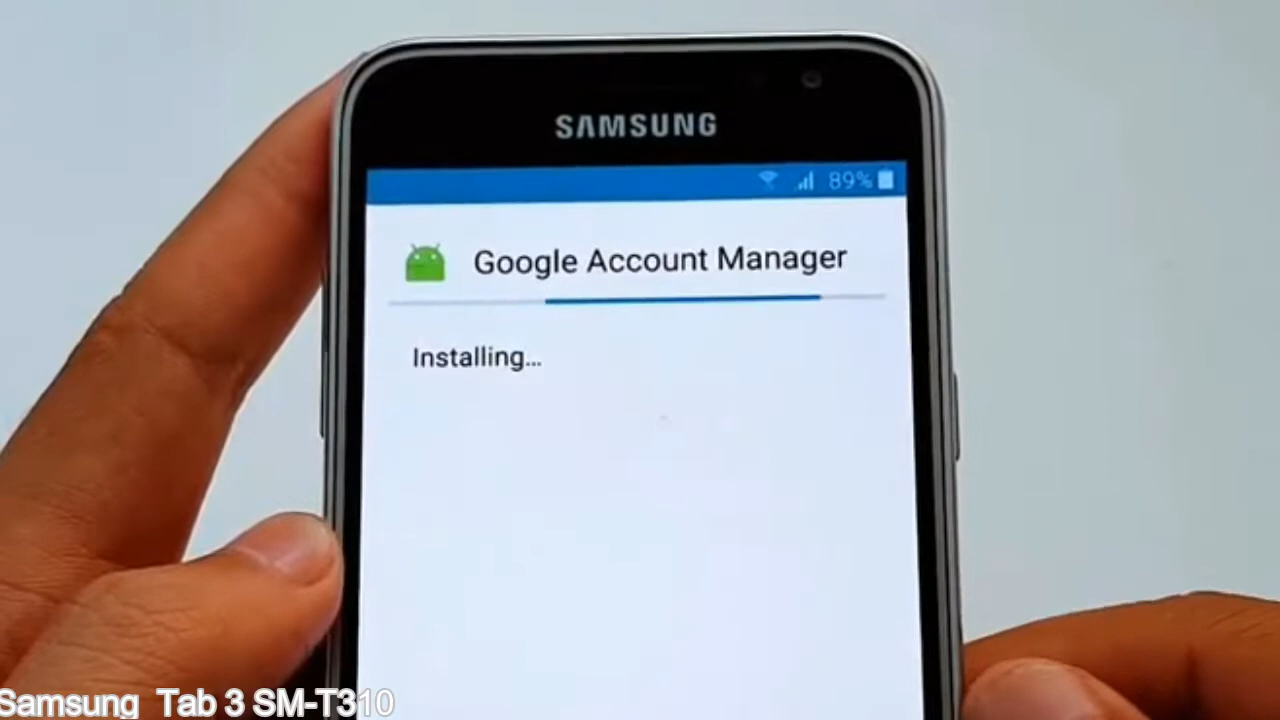 SAMSUNG
89%
Google Account Manager
Installing...
Samsung Tab 3 SM-T310